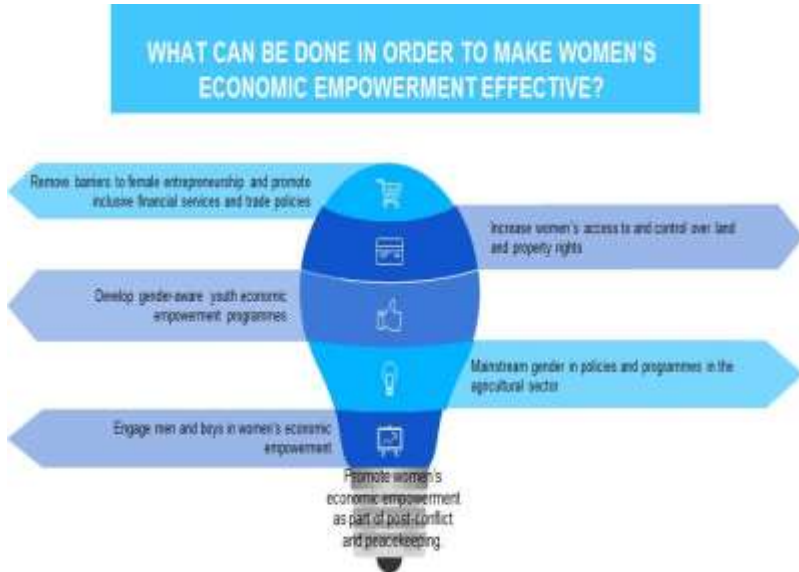 WHAT CAN BE DONE IN ORDER TO MAKE WOMEN'S
ECONOMIC EMPOWERMENT EFFECTIVE?
Remove barriers to female entrepreneurship and promote
inclusive financial services and trade policies
Increase women's access to and control over land
and property rights
Develop gender-aware youth economic
empowerment programmes
Mainstream gender in policies and programmes in the
agricultural sector
Engage men and boys in women's economic
empowerment
Promote women's
economic empowerment
as part of post-conflict
and peacekeeping.